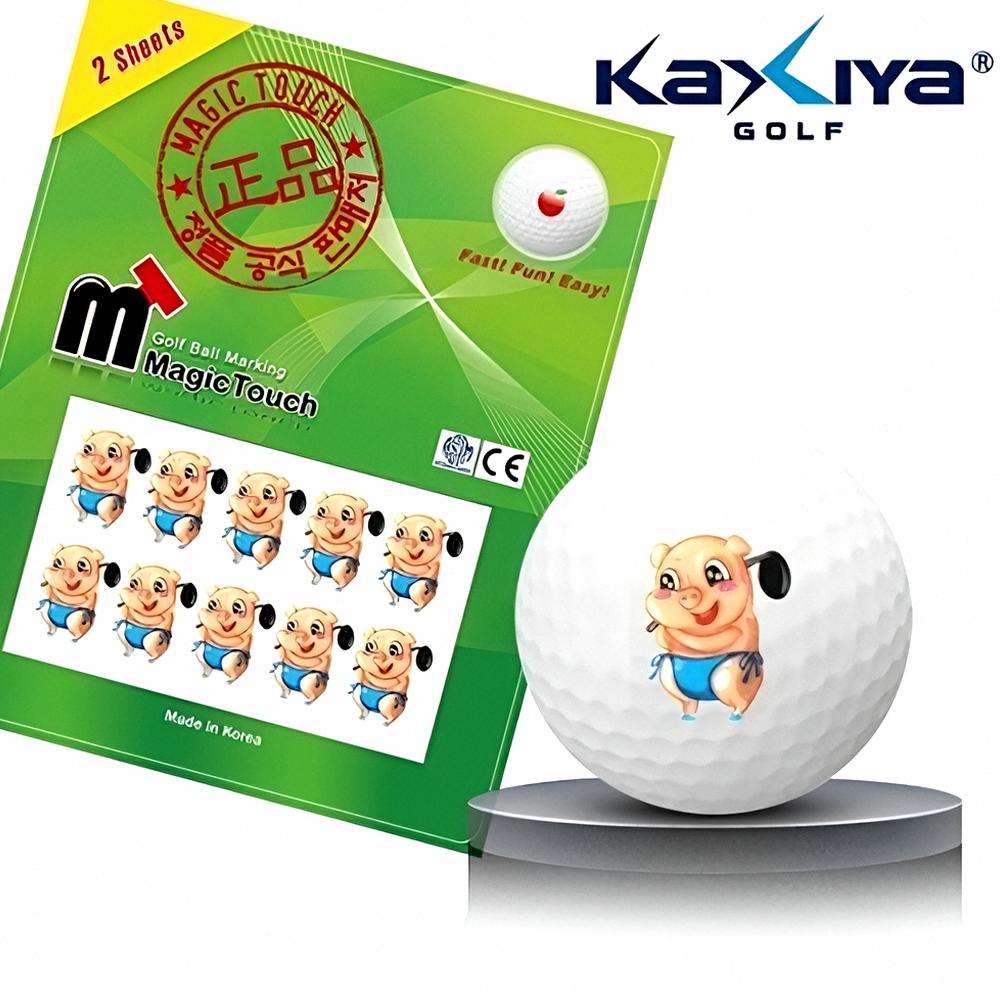 2 Sheets
KaXIYa®
GOLF
MAGIC TOUCH
正品
정품 공식 판매처
Fast! Fun! Easy!
Golf Ball Marking
MagicTouch
CE
Made in Korea